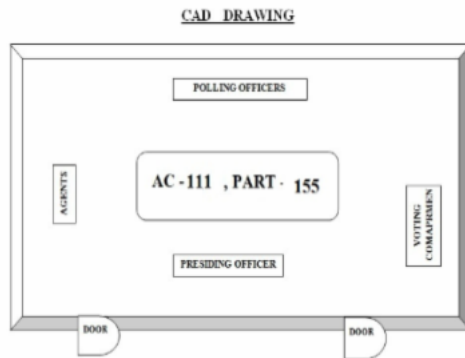 CAD DRAWING
POLLING OFFICERS
AGENTS
AC -111 , PART - 155
VOTING
COMAPRMEN
PRESIDING OFFICER
DOOR
DOOR